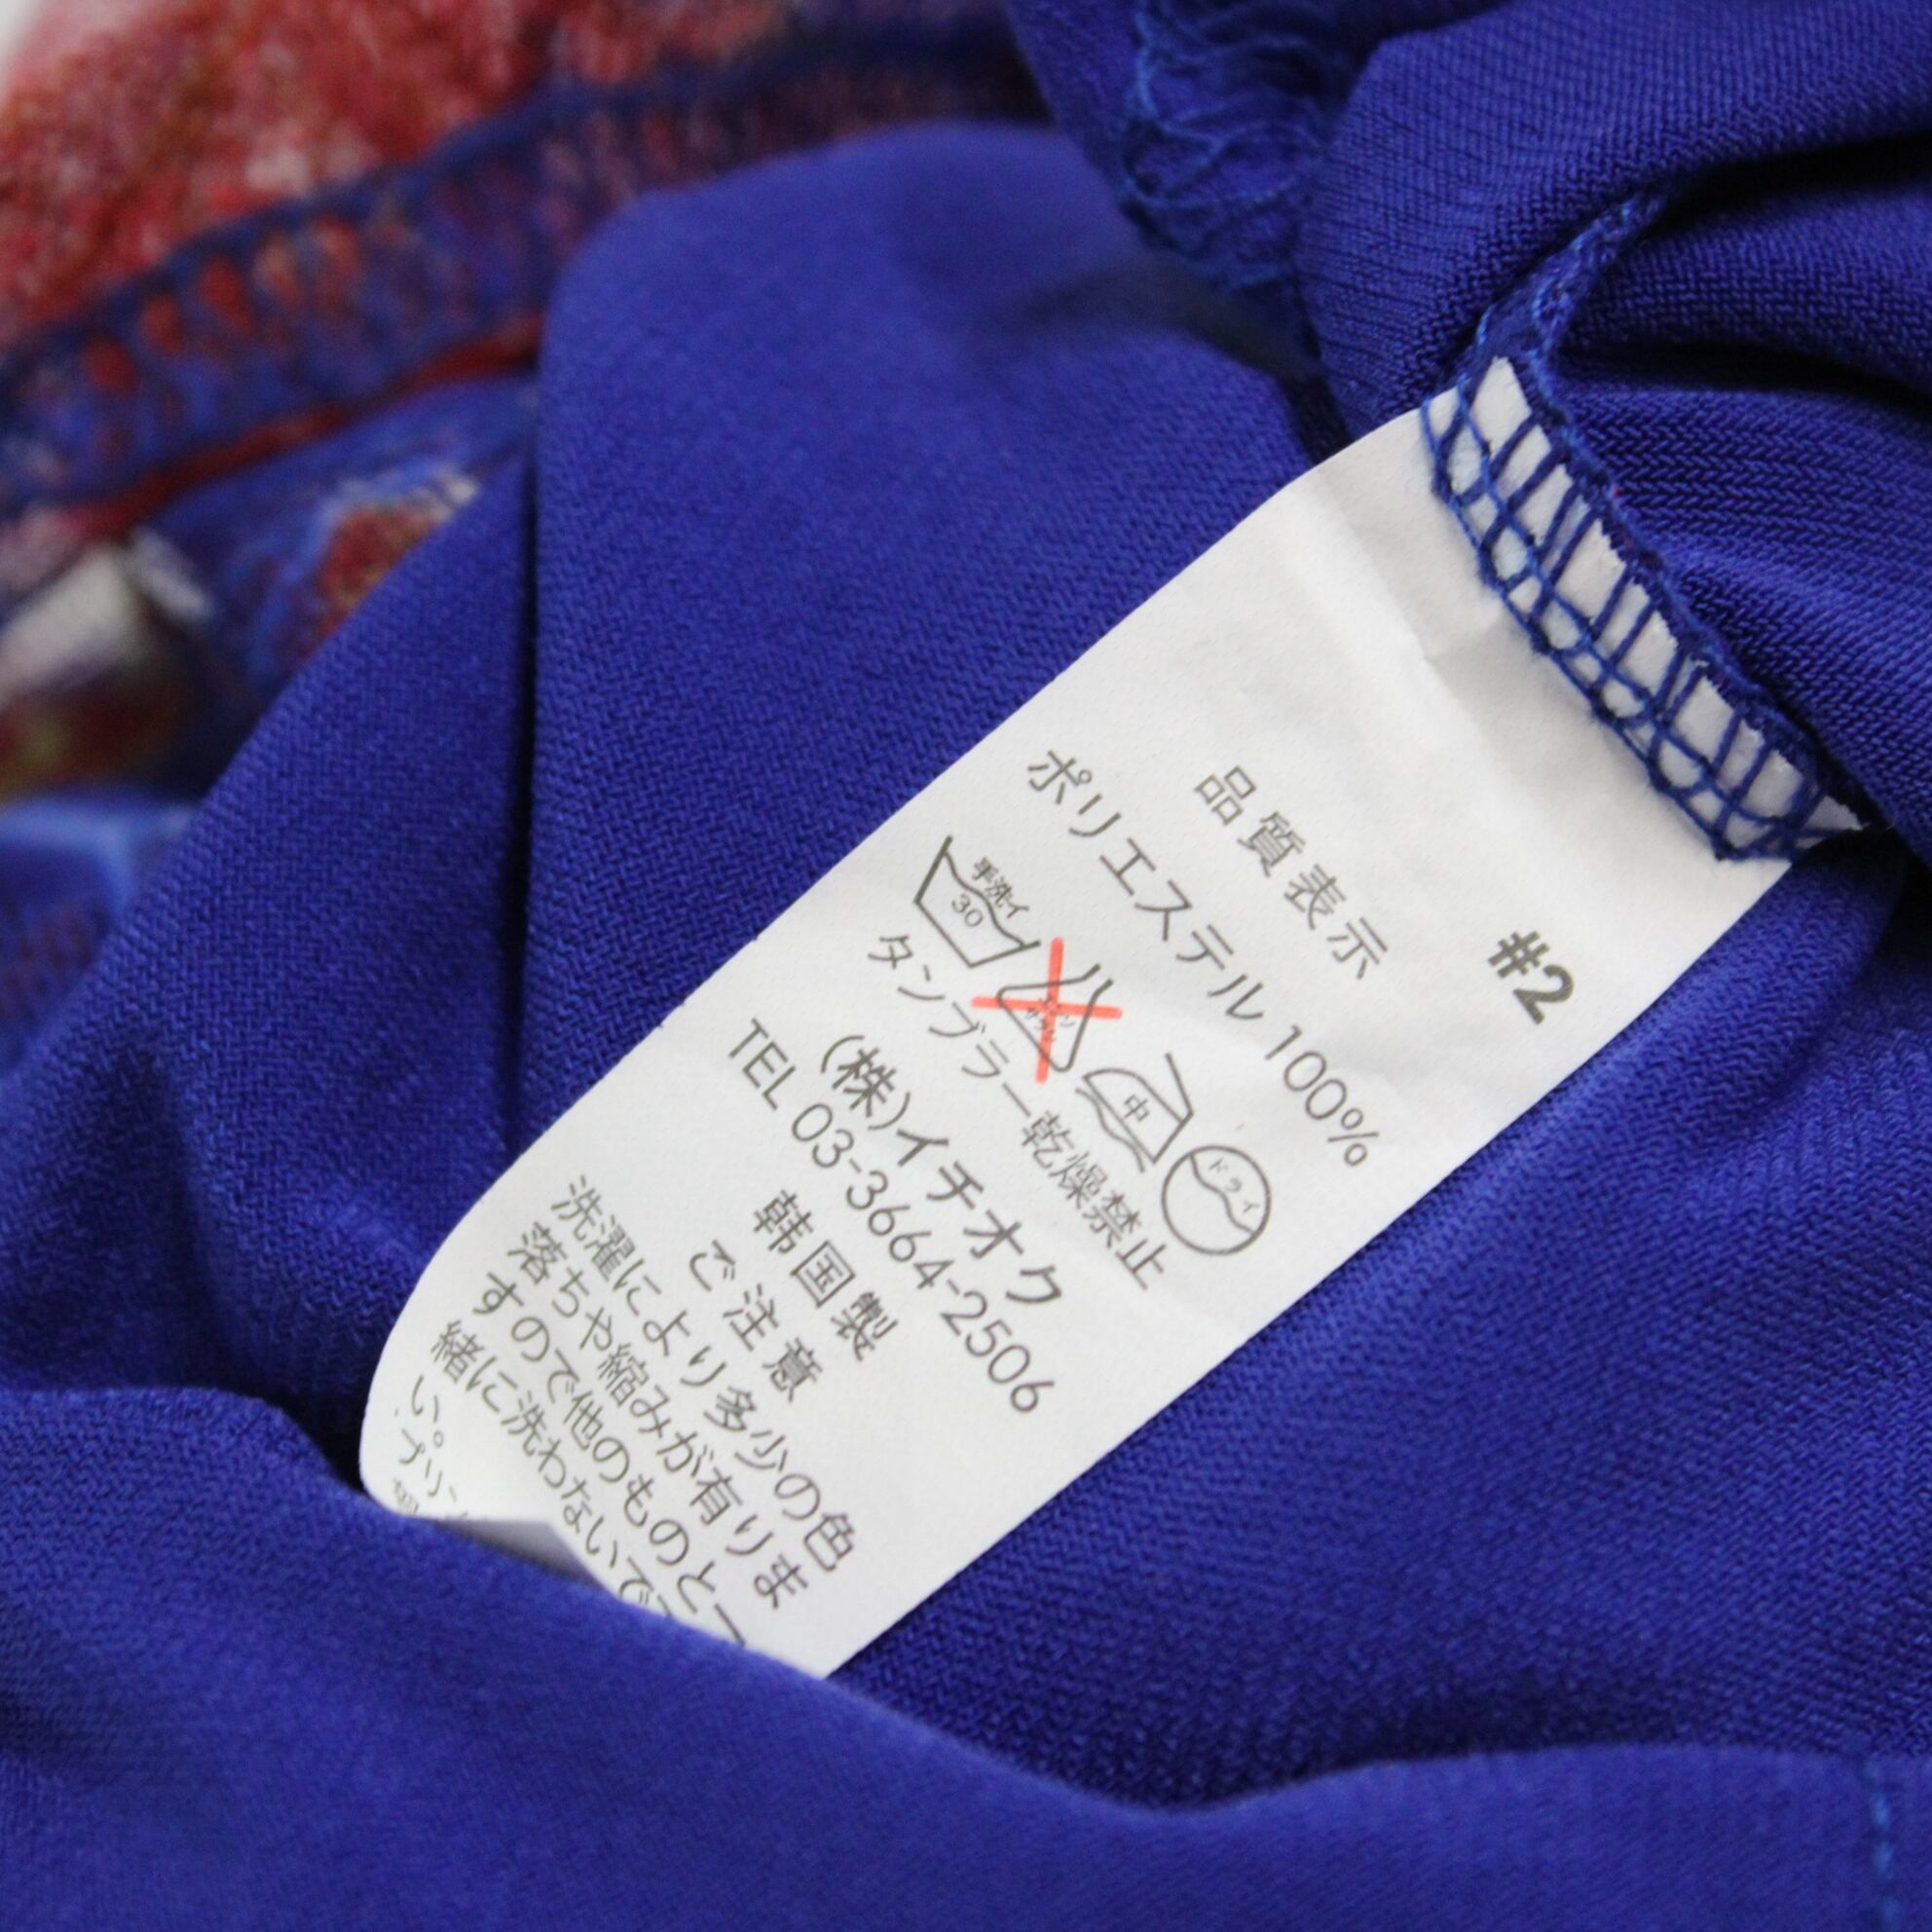 #2
品質表示
ポリエステル 100%
手洗イ 30 中 ドライ
タンブラー乾燥禁止
(株)イチオク
TEL 03-3664-2506
韓国製
ご注意
洗濯により多少の色
落ちや縮みが有りま
すので他のものと一
緒に洗わないで
い。
プリ